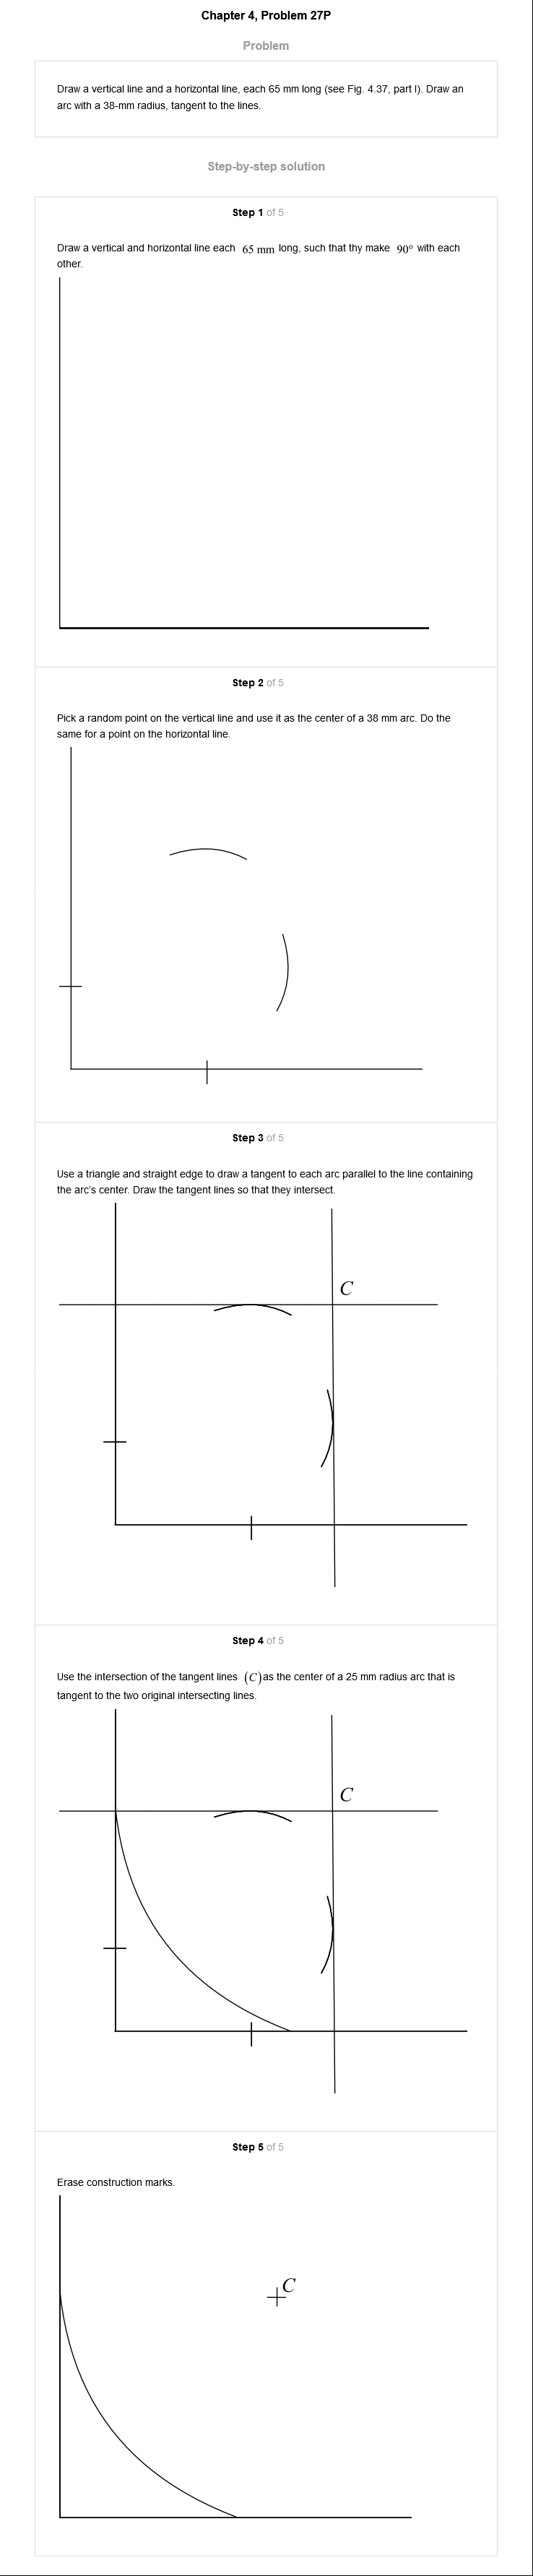 Chapter 4, Problem 27P
Problem
Draw a vertical line and a horizontal line, each 65 mm long (see Fig. 4.37, part I). Draw an
arc with a 38-mm radius, tangent to the lines.
Step-by-step solution
Step 1 of 5
Draw a vertical and horizontal line each 65 mm long, such that thy make 90° with each
other.
Step 2 of 5
Pick a random point on the vertical line and use it as the center of a 38 mm arc. Do the
same for a point on the horizontal line.
Step 3 of 5
Use a triangle and straight edge to draw a tangent to each arc parallel to the line containing
the arc's center. Draw the tangent lines so that they intersect.
C
Step 4 of 5
Use the intersection of the tangent lines (C) as the center of a 25 mm radius arc that is
tangent to the two original intersecting lines.
C
Step 5 of 5
Erase construction marks.
C